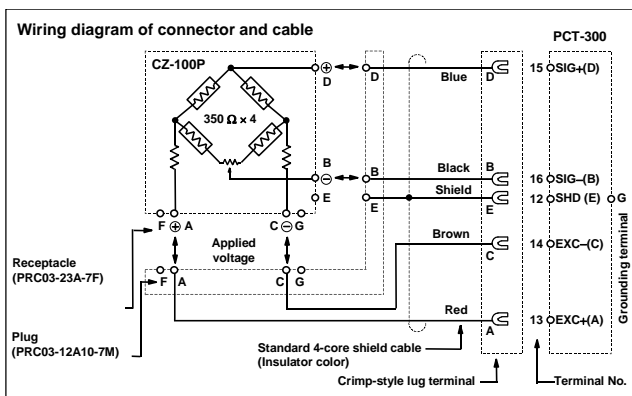 Wiring diagram of connector and cable
PCT-300
CZ-100P
350 Ω × 4
⊕
D
D
Blue
D
15
SIG+(D)
B
⊖
B
Black
B
16
SIG–(B)
E
E
Shield
E
12
SHD (E)
G
Grounding terminal
F
A
⊕
C
⊖
G
Applied
voltage
Brown
C
14
EXC–(C)
Receptacle
(PRC03-23A-7F)
F
A
C
G
Red
A
13
EXC+(A)
Plug
(PRC03-12A10-7M)
Standard 4-core shield cable
(Insulator color)
Crimp-style lug terminal
Terminal No.